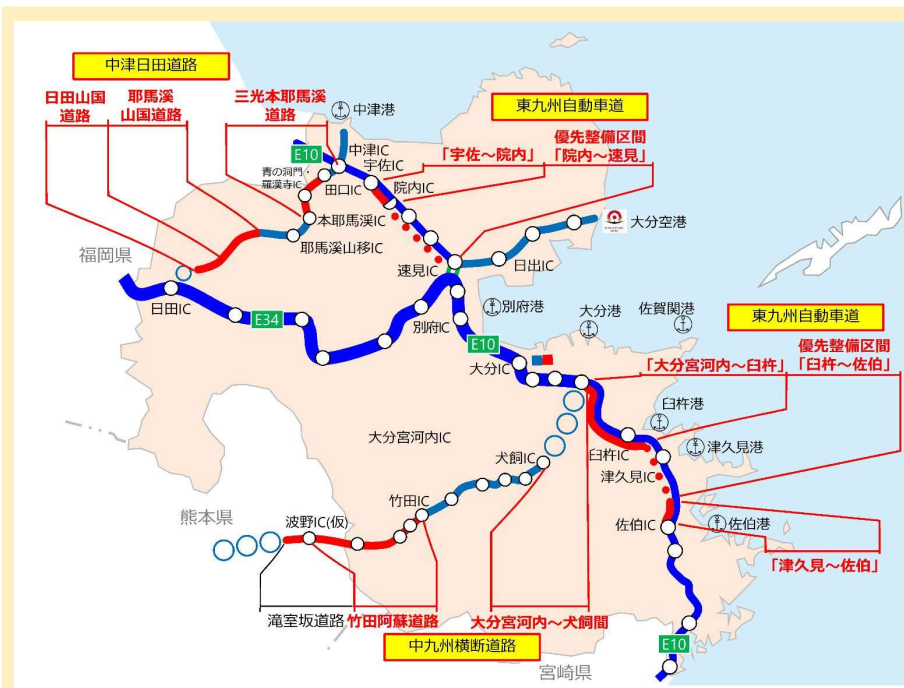 中津日田道路
日田山国
道路
耶馬溪
山国道路
三光本耶馬溪
道路
中津港
東九州自動車道
優先整備区間
「院内~速見」
「宇佐~院内」
E10
中津IC
宇佐IC
青の洞門・
羅漢寺IC
田口IC
院内IC
本耶馬溪IC
耶馬溪山移IC
大分空港
福岡県
速見IC
日出IC
日田IC
E34
別府IC
別府港
E10
大分港
佐賀関港
東九州自動車道
大分IC
優先整備区間
「臼杵~佐伯」
「大分宮河内~臼杵」
臼杵港
大分宮河内IC
津久見港
臼杵IC
犬飼IC
津久見IC
竹田IC
熊本県
波野IC(仮)
佐伯IC
佐伯港
「津久見~佐伯」
滝室坂道路
竹田阿蘇道路
大分宮河内~犬飼間
中九州横断道路
E10
宮崎県